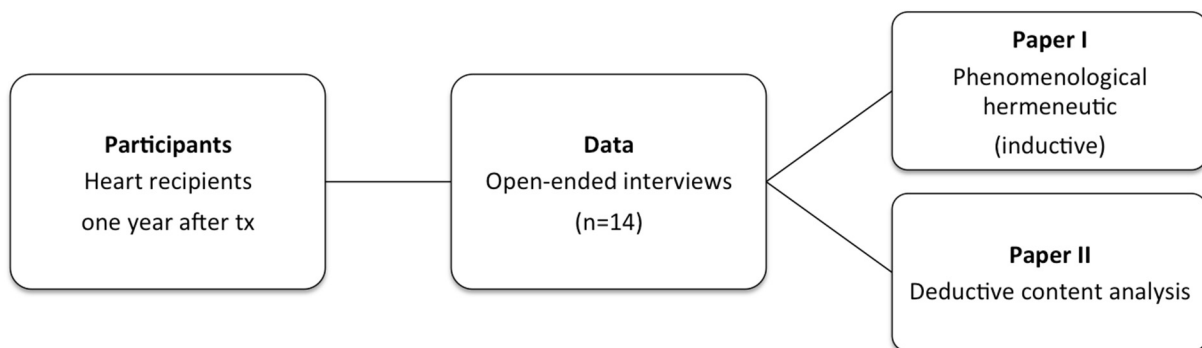 Participants
Heart recipients
one year after tx
Data
Open-ended interviews
(n=14)
Paper I
Phenomenological
hermeneutic
(inductive)
Paper II
Deductive content analysis